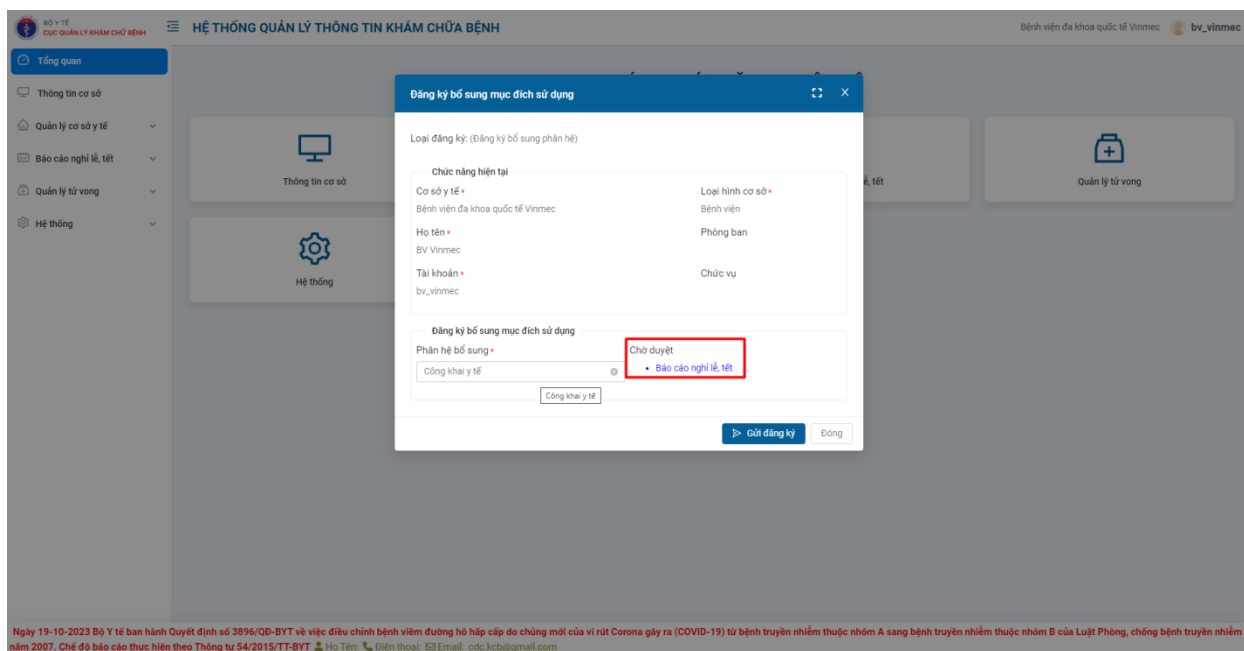 BỘ Y TẾ
CỤC QUẢN LÝ KHÁM CHỮ BỆNH
HỆ THỐNG QUẢN LÝ THÔNG TIN KHÁM CHỮA BỆNH
Bệnh viện đa khoa quốc tế Vinmec
bv_vinmec
Tổng quan
Thông tin cơ sở
Quản lý cơ sở y tế
Báo cáo nghỉ lễ, tết
Quản lý tử vong
Hệ thống
Thông tin cơ sở
ễ, tết
Quản lý tử vong
Hệ thống
Đăng ký bổ sung mục đích sử dụng
Loại đăng ký: (Đăng ký bổ sung phân hệ)
Chức năng hiện tại
Cơ sở y tế *
Loại hình cơ sở *
Bệnh viện đa khoa quốc tế Vinmec
Bệnh viện
Họ tên *
Phòng ban
BV Vinmec
Tài khoản *
Chức vụ
bv_vinmec
Đăng ký bổ sung mục đích sử dụng
Phân hệ bổ sung *
Chờ duyệt
Công khai y tế
• Báo cáo nghỉ lễ, tết
Công khai y tế
Gửi đăng ký
Đóng
Ngày 19-10-2023 Bộ Y tế ban hành Quyết định số 3896/QĐ-BYT về việc điều chỉnh bệnh viêm đường hô hấp cấp do chủng mới của vi rút Corona gây ra (COVID-19) từ bệnh truyền nhiễm thuộc nhóm A sang bệnh truyền nhiễm thuộc nhóm B của Luật Phòng, chống bệnh truyền nhiễm
năm 2007. Chế độ báo cáo thực hiện theo Thông tư 54/2015/TT-BYT Họ Tên: Điện thoại: Email: cdc.kcb@gmail.com